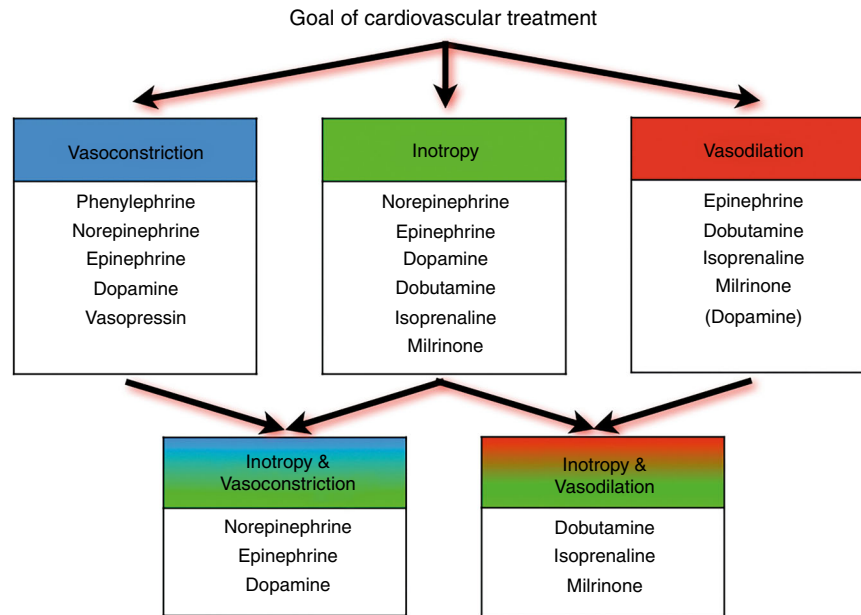 Goal of cardiovascular treatment
Vasoconstriction
Phenylephrine
Norepinephrine
Epinephrine
Dopamine
Vasopressin
Inotropy
Norepinephrine
Epinephrine
Dopamine
Dobutamine
Isoprenaline
Milrinone
Vasodilation
Epinephrine
Dobutamine
Isoprenaline
Milrinone
(Dopamine)
Inotropy &
Vasoconstriction
Norepinephrine
Epinephrine
Dopamine
Inotropy &
Vasodilation
Dobutamine
Isoprenaline
Milrinone